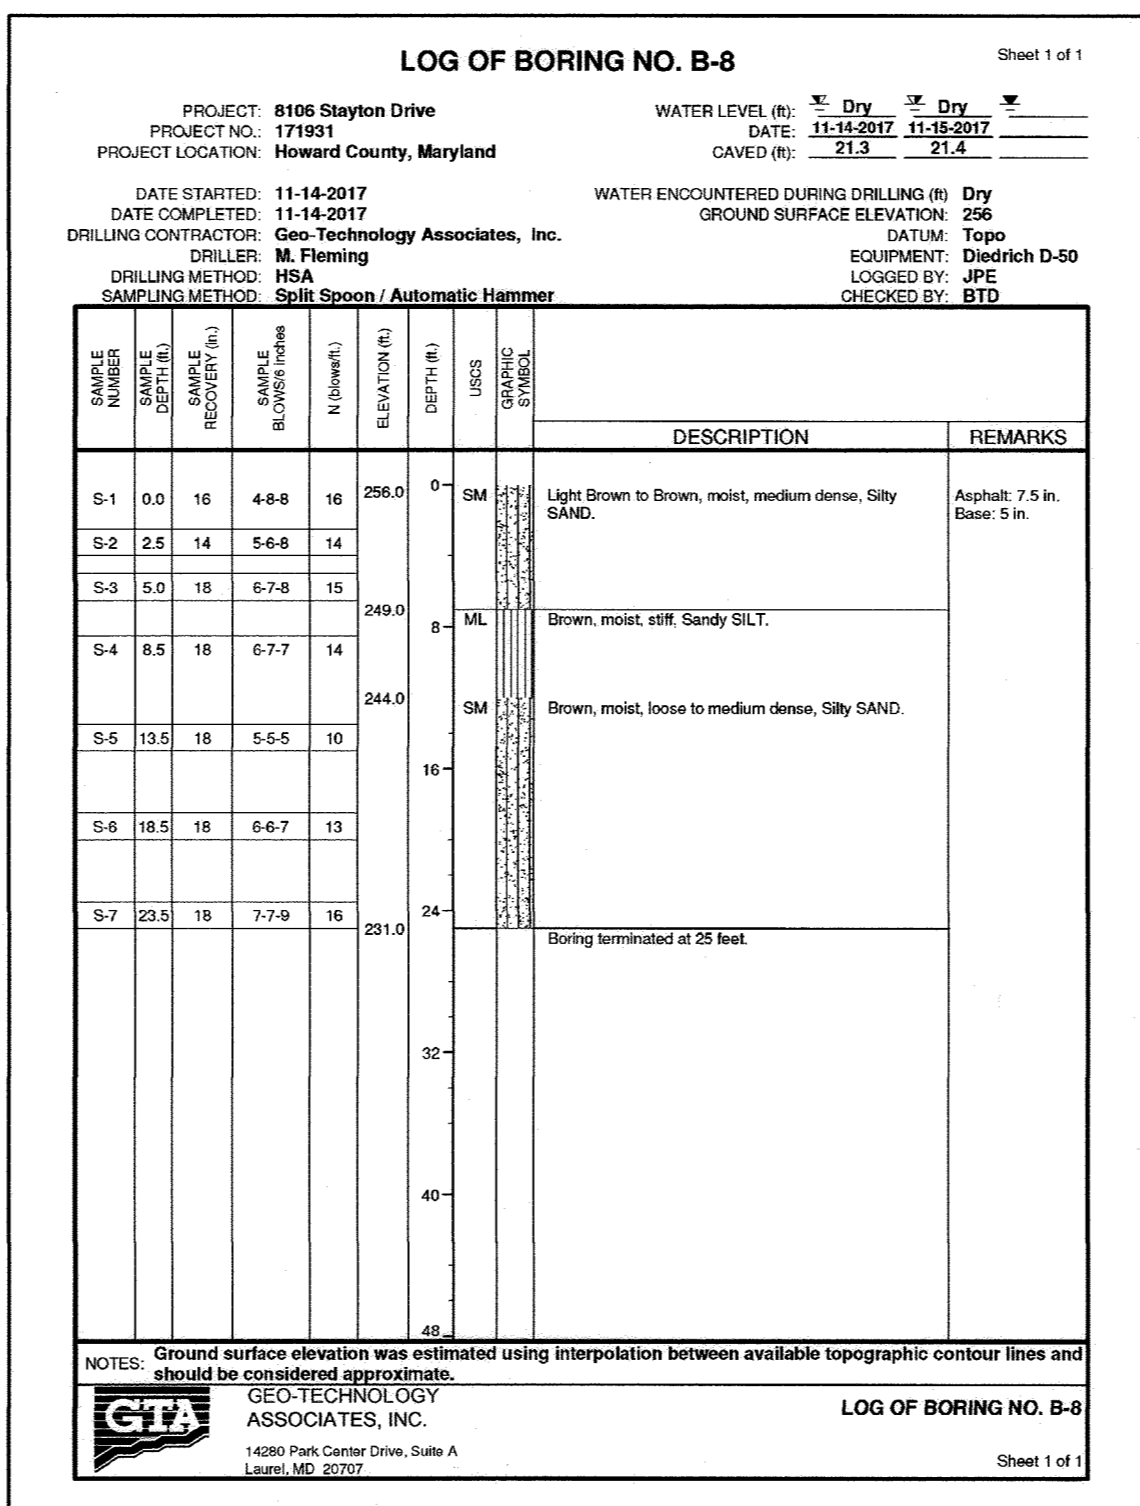 LOG OF BORING NO. B-8
Sheet 1 of 1
PROJECT: 8106 Stayton Drive
PROJECT NO.: 171931
PROJECT LOCATION: Howard County, Maryland
WATER LEVEL (ft): Dry Dry
DATE: 11-14-2017 11-15-2017
CAVED (ft): 21.3 21.4
DATE STARTED: 11-14-2017
DATE COMPLETED: 11-14-2017
DRILLING CONTRACTOR: Geo-Technology Associates, Inc.
DRILLER: M. Fleming
DRILLING METHOD: HSA
SAMPLING METHOD: Split Spoon / Automatic Hammer
WATER ENCOUNTERED DURING DRILLING (ft) Dry
GROUND SURFACE ELEVATION: 256
DATUM: Topo
EQUIPMENT: Diedrich D-50
LOGGED BY: JPE
CHECKED BY: BTD
SAMPLE NUMBER
SAMPLE DEPTH (ft.)
SAMPLE RECOVERY (in.)
SAMPLE BLOWS/6 inches
N (blows/ft.)
ELEVATION (ft.)
DEPTH (ft.)
USCS
GRAPHIC SYMBOL
DESCRIPTION
REMARKS
S-1 0.0 16 4-8-8 16 256.0 0 SM Light Brown to Brown, moist, medium dense, Silty
SAND.
Asphalt: 7.5 in.
Base: 5 in.
S-2 2.5 14 5-6-8 14
S-3 5.0 18 6-7-8 15
249.0 8 ML Brown, moist, stiff, Sandy SILT.
S-4 8.5 18 6-7-7 14
244.0 SM Brown, moist, loose to medium dense, Silty SAND.
S-5 13.5 18 5-5-5 10
16
S-6 18.5 18 6-6-7 13
S-7 23.5 18 7-7-9 16 24
231.0 Boring terminated at 25 feet.
32
40
48
NOTES: Ground surface elevation was estimated using interpolation between available topographic contour lines and
should be considered approximate.
GTA
GEO-TECHNOLOGY
ASSOCIATES, INC.
14280 Park Center Drive, Suite A
Laurel, MD 20707
LOG OF BORING NO. B-8
Sheet 1 of 1